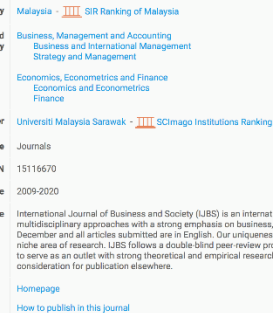 y Malaysia - SIR Ranking of Malaysia
d Business, Management and Accounting
y Business and International Management
Strategy and Management
Economics, Econometrics and Finance
Economics and Econometrics
Finance
r Universiti Malaysia Sarawak - SCImago Institutions Ranking
e Journals
N 15116670
e 2009-2020
e International Journal of Business and Society (IJBS) is an internat
multidisciplinary approaches with a strong emphasis on business,
December and all articles submitted are in English. Our uniquenes
niche area of research. IJBS follows a double-blind peer-review pro
to serve as an outlet with strong theoretical and empirical research
consideration for publication elsewhere.
Homepage
How to publish in this journal